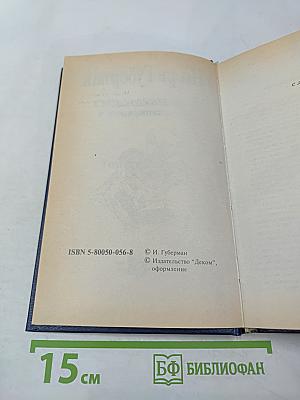 ISBN 5-80050-056-8
© И. Губерман
© Издательство "Деком",
оформление
15 см
БФ БИБЛИОФАН